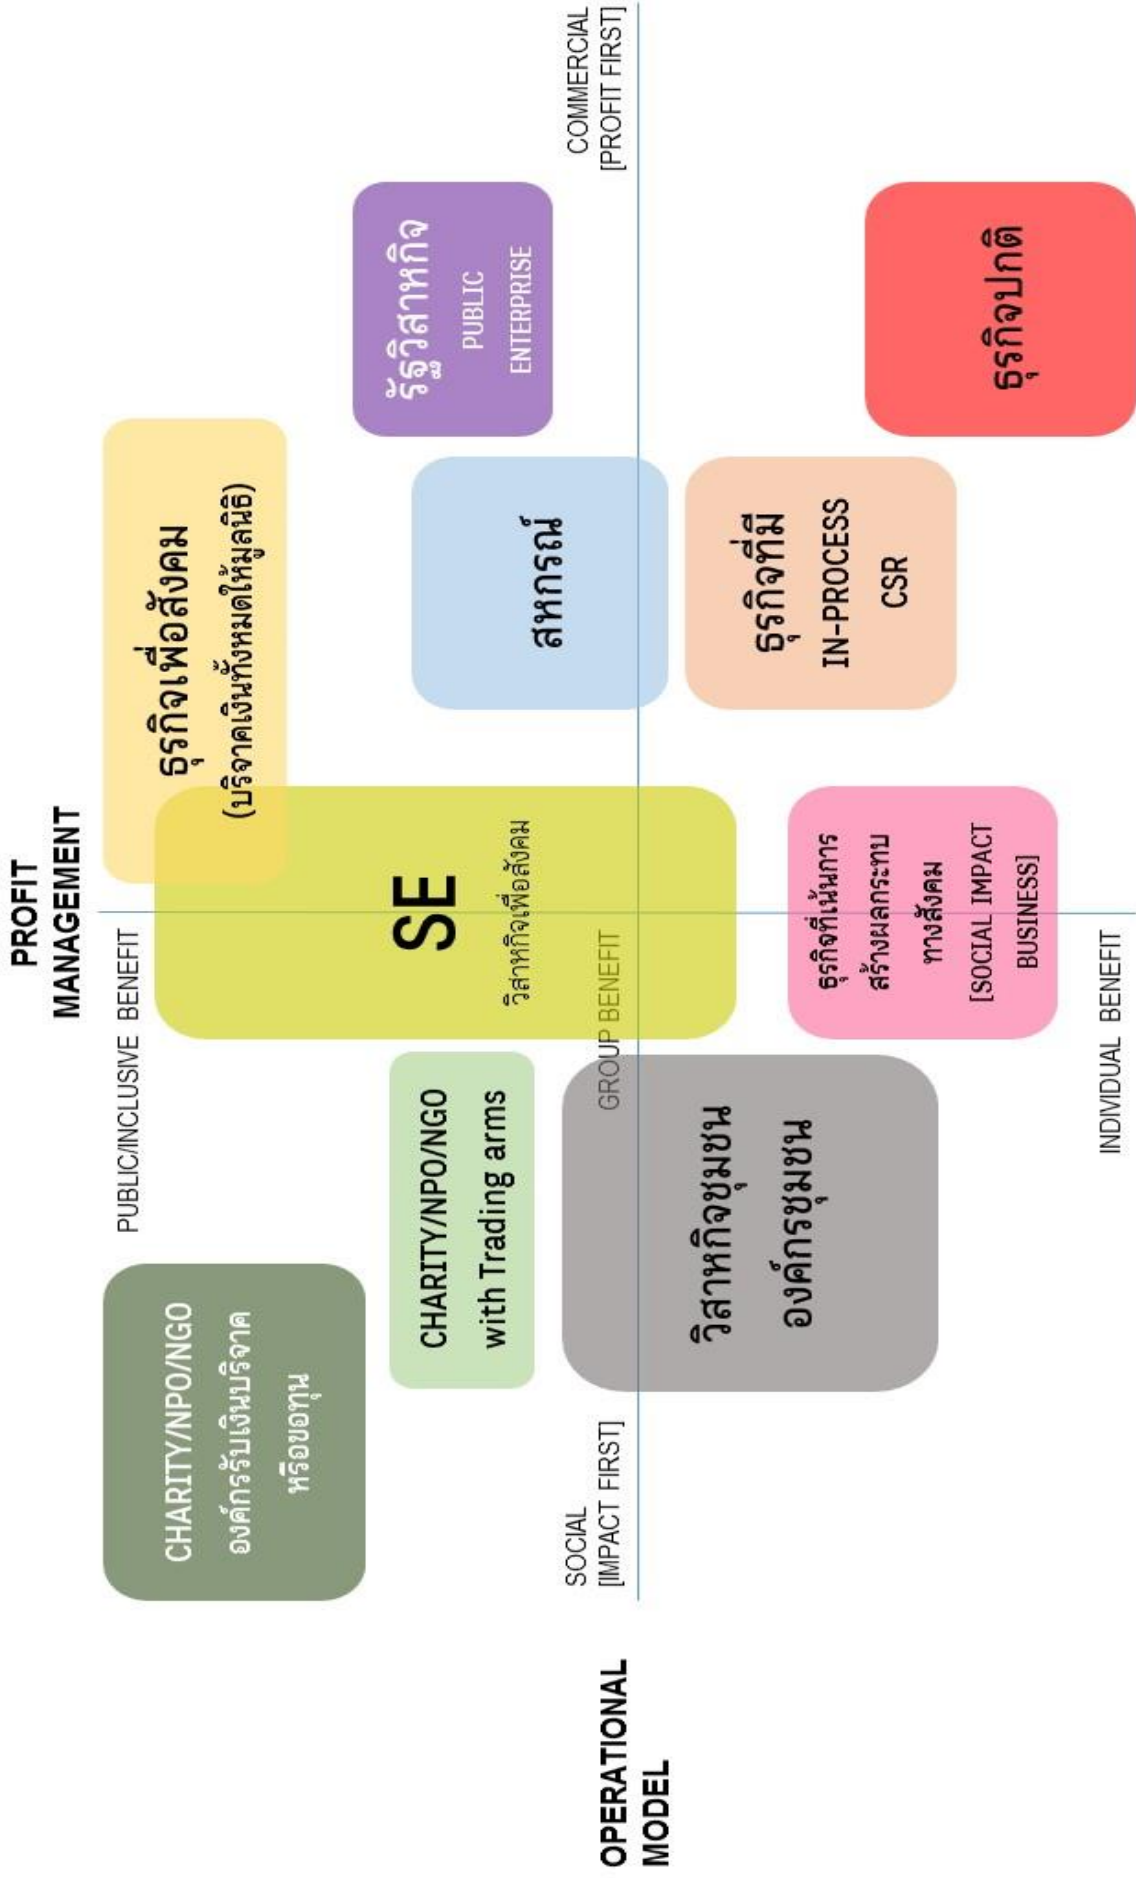 PROFIT
MANAGEMENT
PUBLIC/INCLUSIVE BENEFIT
CHARITY/NPO/NGO
องค์กรรับเงินบริจาค
หรือขอทุน
ธุรกิจเพื่อสังคม
(บริจาคเงินทั้งหมดให้มูลนิธิ)
รัฐวิสาหกิจ
PUBLIC
ENTERPRISE
CHARITY/NPO/NGO
with Trading arms
SE
วิสาหกิจเพื่อสังคม
สหกรณ์
OPERATIONAL
MODEL
SOCIAL
[IMPACT FIRST]
GROUP BENEFIT
COMMERCIAL
[PROFIT FIRST]
วิสาหกิจชุมชน
องค์กรชุมชน
ธุรกิจที่เน้นการ
สร้างผลกระทบ
ทางสังคม
[SOCIAL IMPACT
BUSINESS]
ธุรกิจที่มี
IN-PROCESS
CSR
ธุรกิจปกติ
INDIVIDUAL BENEFIT